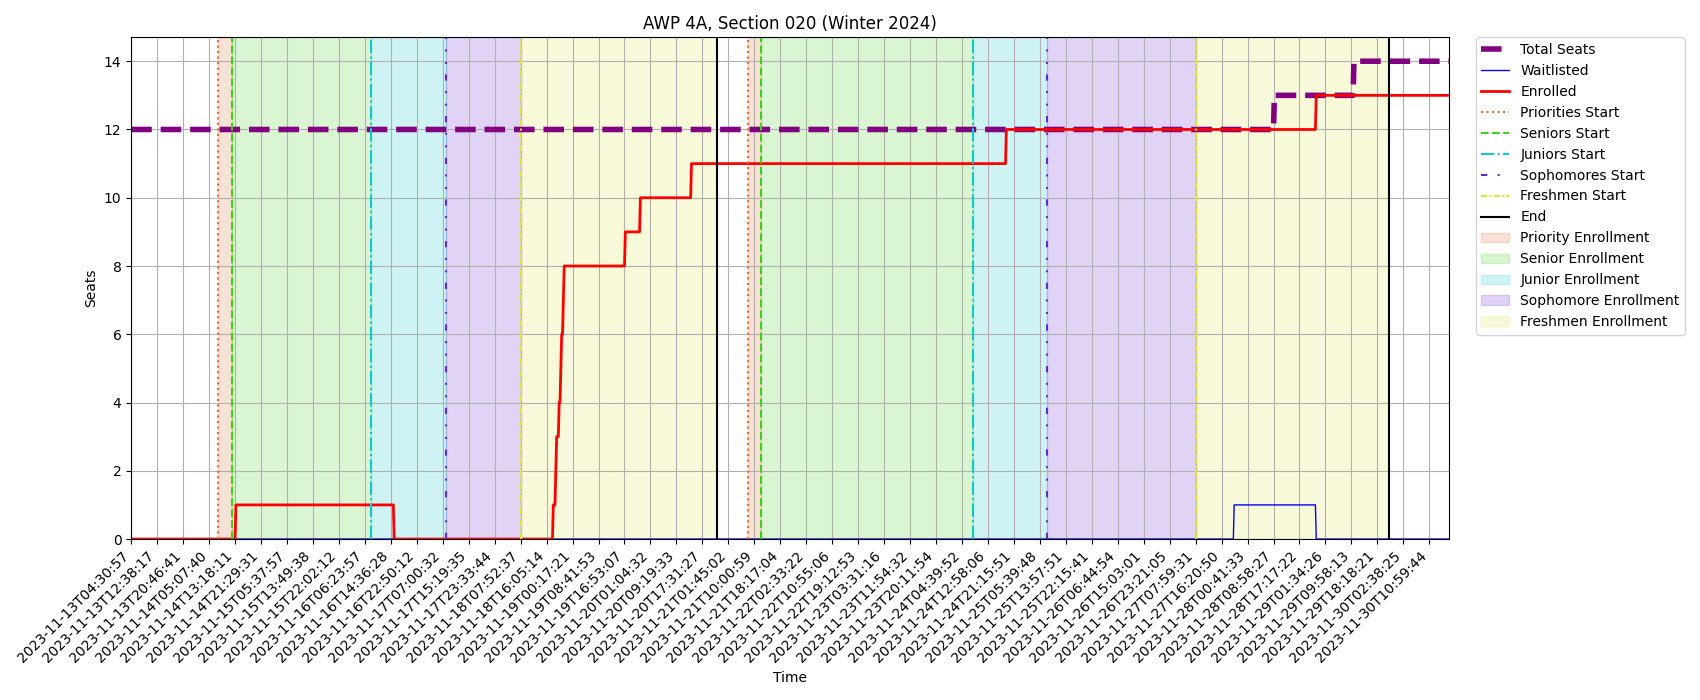 AWP 4A, Section 020 (Winter 2024)
Seats
14
12
10
8
6
4
2
0
2023-11-13T04:30:57
2023-11-13T12:38:17
2023-11-13T20:46:41
2023-11-14T05:07:40
2023-11-14T13:18:11
2023-11-14T21:29:31
2023-11-15T05:37:57
2023-11-15T13:49:38
2023-11-15T22:02:12
2023-11-16T06:23:57
2023-11-16T14:36:28
2023-11-16T22:50:12
2023-11-17T07:00:32
2023-11-17T15:19:35
2023-11-17T23:33:44
2023-11-18T07:52:37
2023-11-18T16:05:14
2023-11-19T00:17:21
2023-11-19T08:41:53
2023-11-19T16:53:07
2023-11-20T01:04:32
2023-11-20T09:19:33
2023-11-20T17:31:27
2023-11-21T01:45:02
2023-11-21T10:00:59
2023-11-21T18:17:04
2023-11-22T02:33:22
2023-11-22T10:55:06
2023-11-22T19:12:53
2023-11-23T03:31:16
2023-11-23T11:54:32
2023-11-23T20:11:54
2023-11-24T04:39:52
2023-11-24T12:58:06
2023-11-24T21:15:51
2023-11-25T05:39:48
2023-11-25T13:57:51
2023-11-25T22:15:41
2023-11-26T06:44:54
2023-11-26T15:03:01
2023-11-26T23:21:05
2023-11-27T07:59:31
2023-11-27T16:20:50
2023-11-28T00:41:33
2023-11-28T08:58:27
2023-11-28T17:17:22
2023-11-29T01:34:26
2023-11-29T09:58:13
2023-11-29T18:18:21
2023-11-30T02:38:25
2023-11-30T10:59:44
Time
Total Seats
Waitlisted
Enrolled
Priorities Start
Seniors Start
Juniors Start
Sophomores Start
Freshmen Start
End
Priority Enrollment
Senior Enrollment
Junior Enrollment
Sophomore Enrollment
Freshmen Enrollment